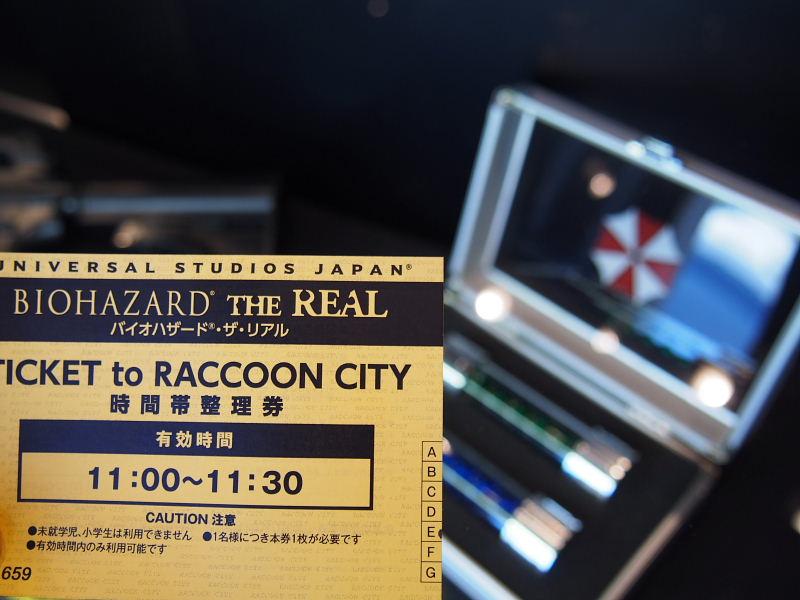 UNIVERSAL STUDIOS JAPAN®
BIOHAZARD® THE REAL
バイオハザード®・ザ・リアル
TICKET to RACCOON CITY
時間帯整理券
有効時間
11:00〜11:30
CAUTION 注意
●未就学児、小学生は利用できません ●1名様につき本券1枚が必要です
●有効時間内のみ利用可能です
A
B
C
D
E
F
G
659